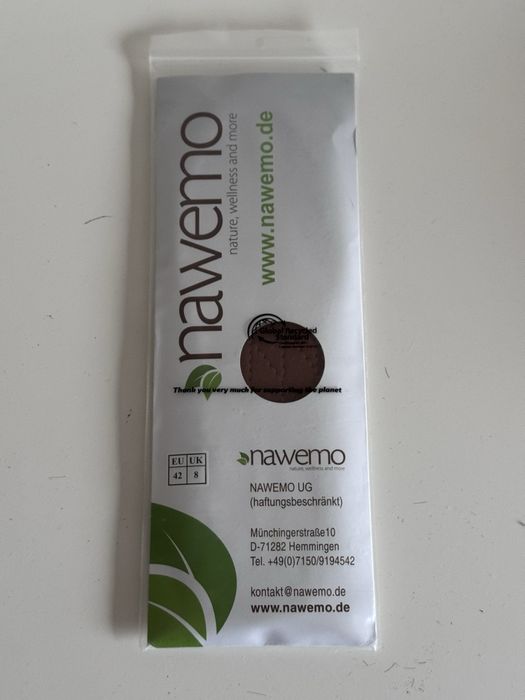 nawemo
nature, wellness and more
www.nawemo.de
Global Recycled
Standard
Thank you very much for supporting the planet
EU UK
42 8
nawemo
nature, wellness and more
NAWEMO UG
(haftungsbeschränkt)
Münchingerstraße10
D-71282 Hemmingen
Tel. +49(0)7150/9194542
kontakt@nawemo.de
www.nawemo.de